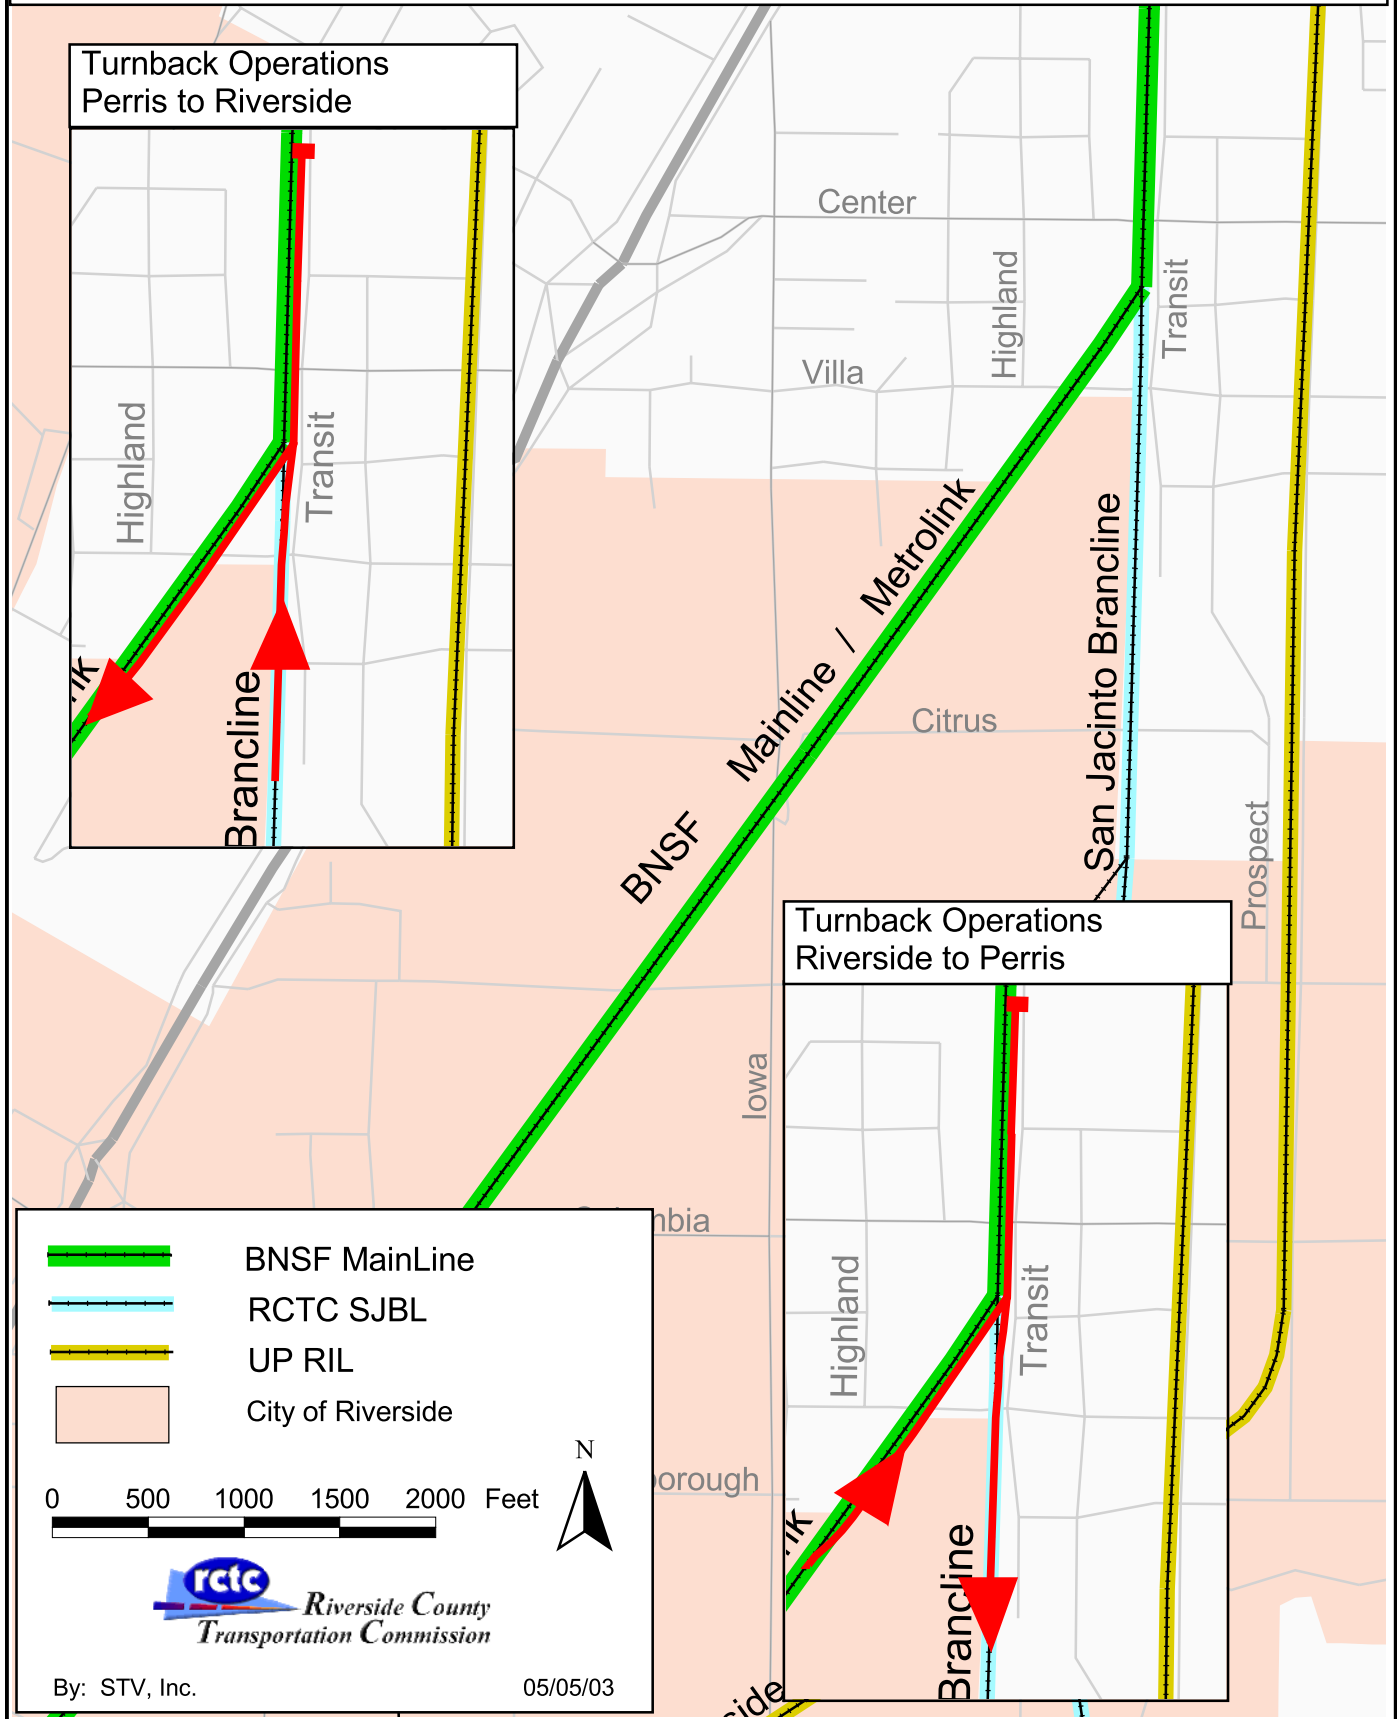 Turnback Operations
Perris to Riverside
Highland
Transit
Brancline
Center
Highland
Transit
Villa
BNSF Mainline / Metrolink
San Jacinto Brancline
Citrus
Prospect
Iowa
Turnback Operations
Riverside to Perris
Highland
Transit
Brancline
BNSF MainLine
RCTC SJBL
UP RIL
City of Riverside
N
0 500 1000 1500 2000 Feet
rctc
Riverside County
Transportation Commission
By: STV, Inc.
05/05/03